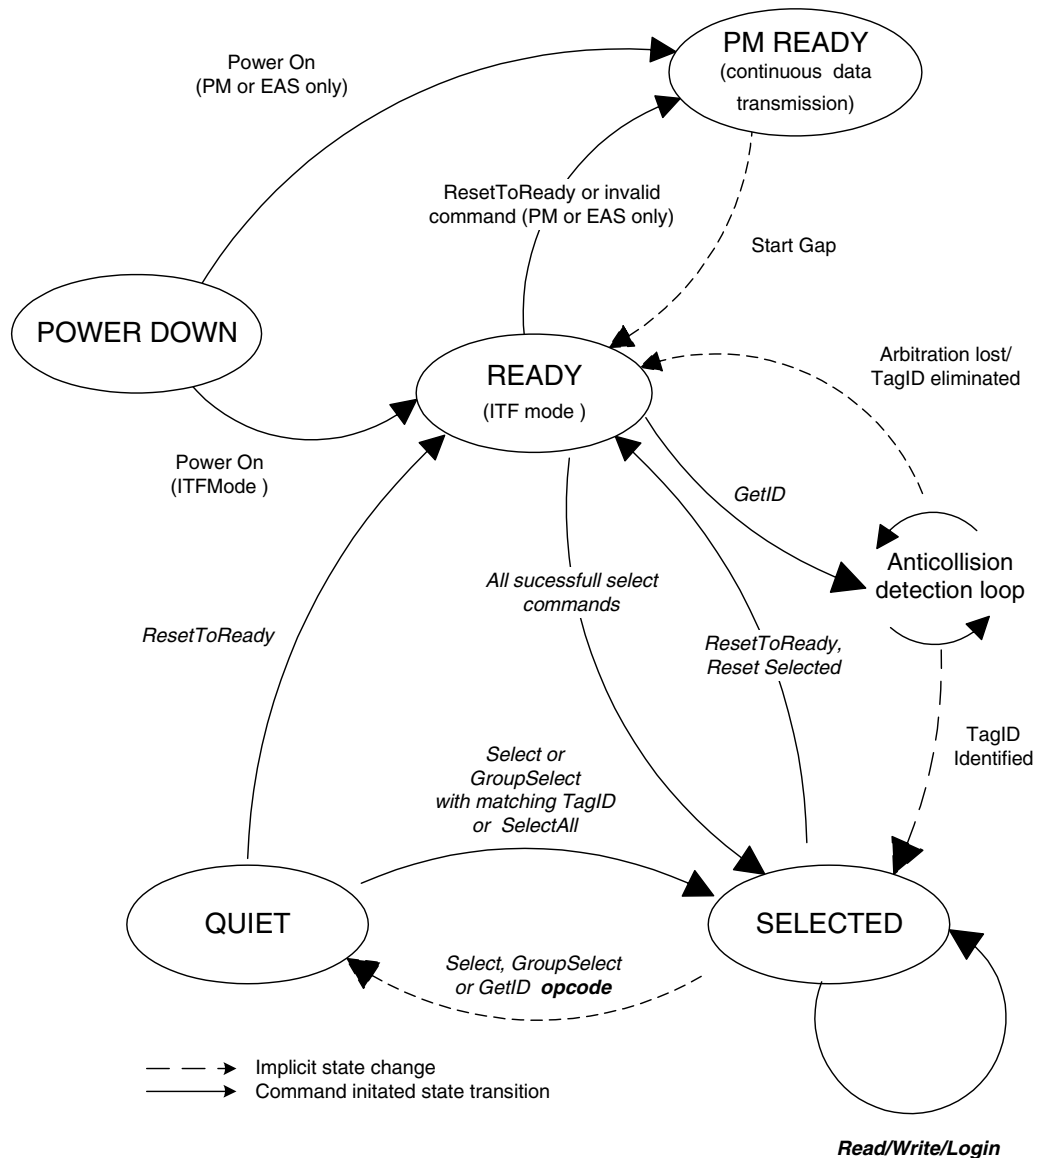 Power On
(PM or EAS only)
PM READY
(continuous data
transmission)
ResetToReady or invalid
command (PM or EAS only)
Start Gap
POWER DOWN
READY
(ITF mode )
Arbitration lost/
TagID eliminated
Power On
(ITFMode )
GetID
Anticollision
detection loop
All sucessfull select
commands
ResetToReady
ResetToReady,
Reset Selected
TagID
Identified
Select or
GroupSelect
with matching TagID
or SelectAll
QUIET
SELECTED
Select, GroupSelect
or GetID opcode
Implicit state change
Command initated state transition
Read/Write/Login